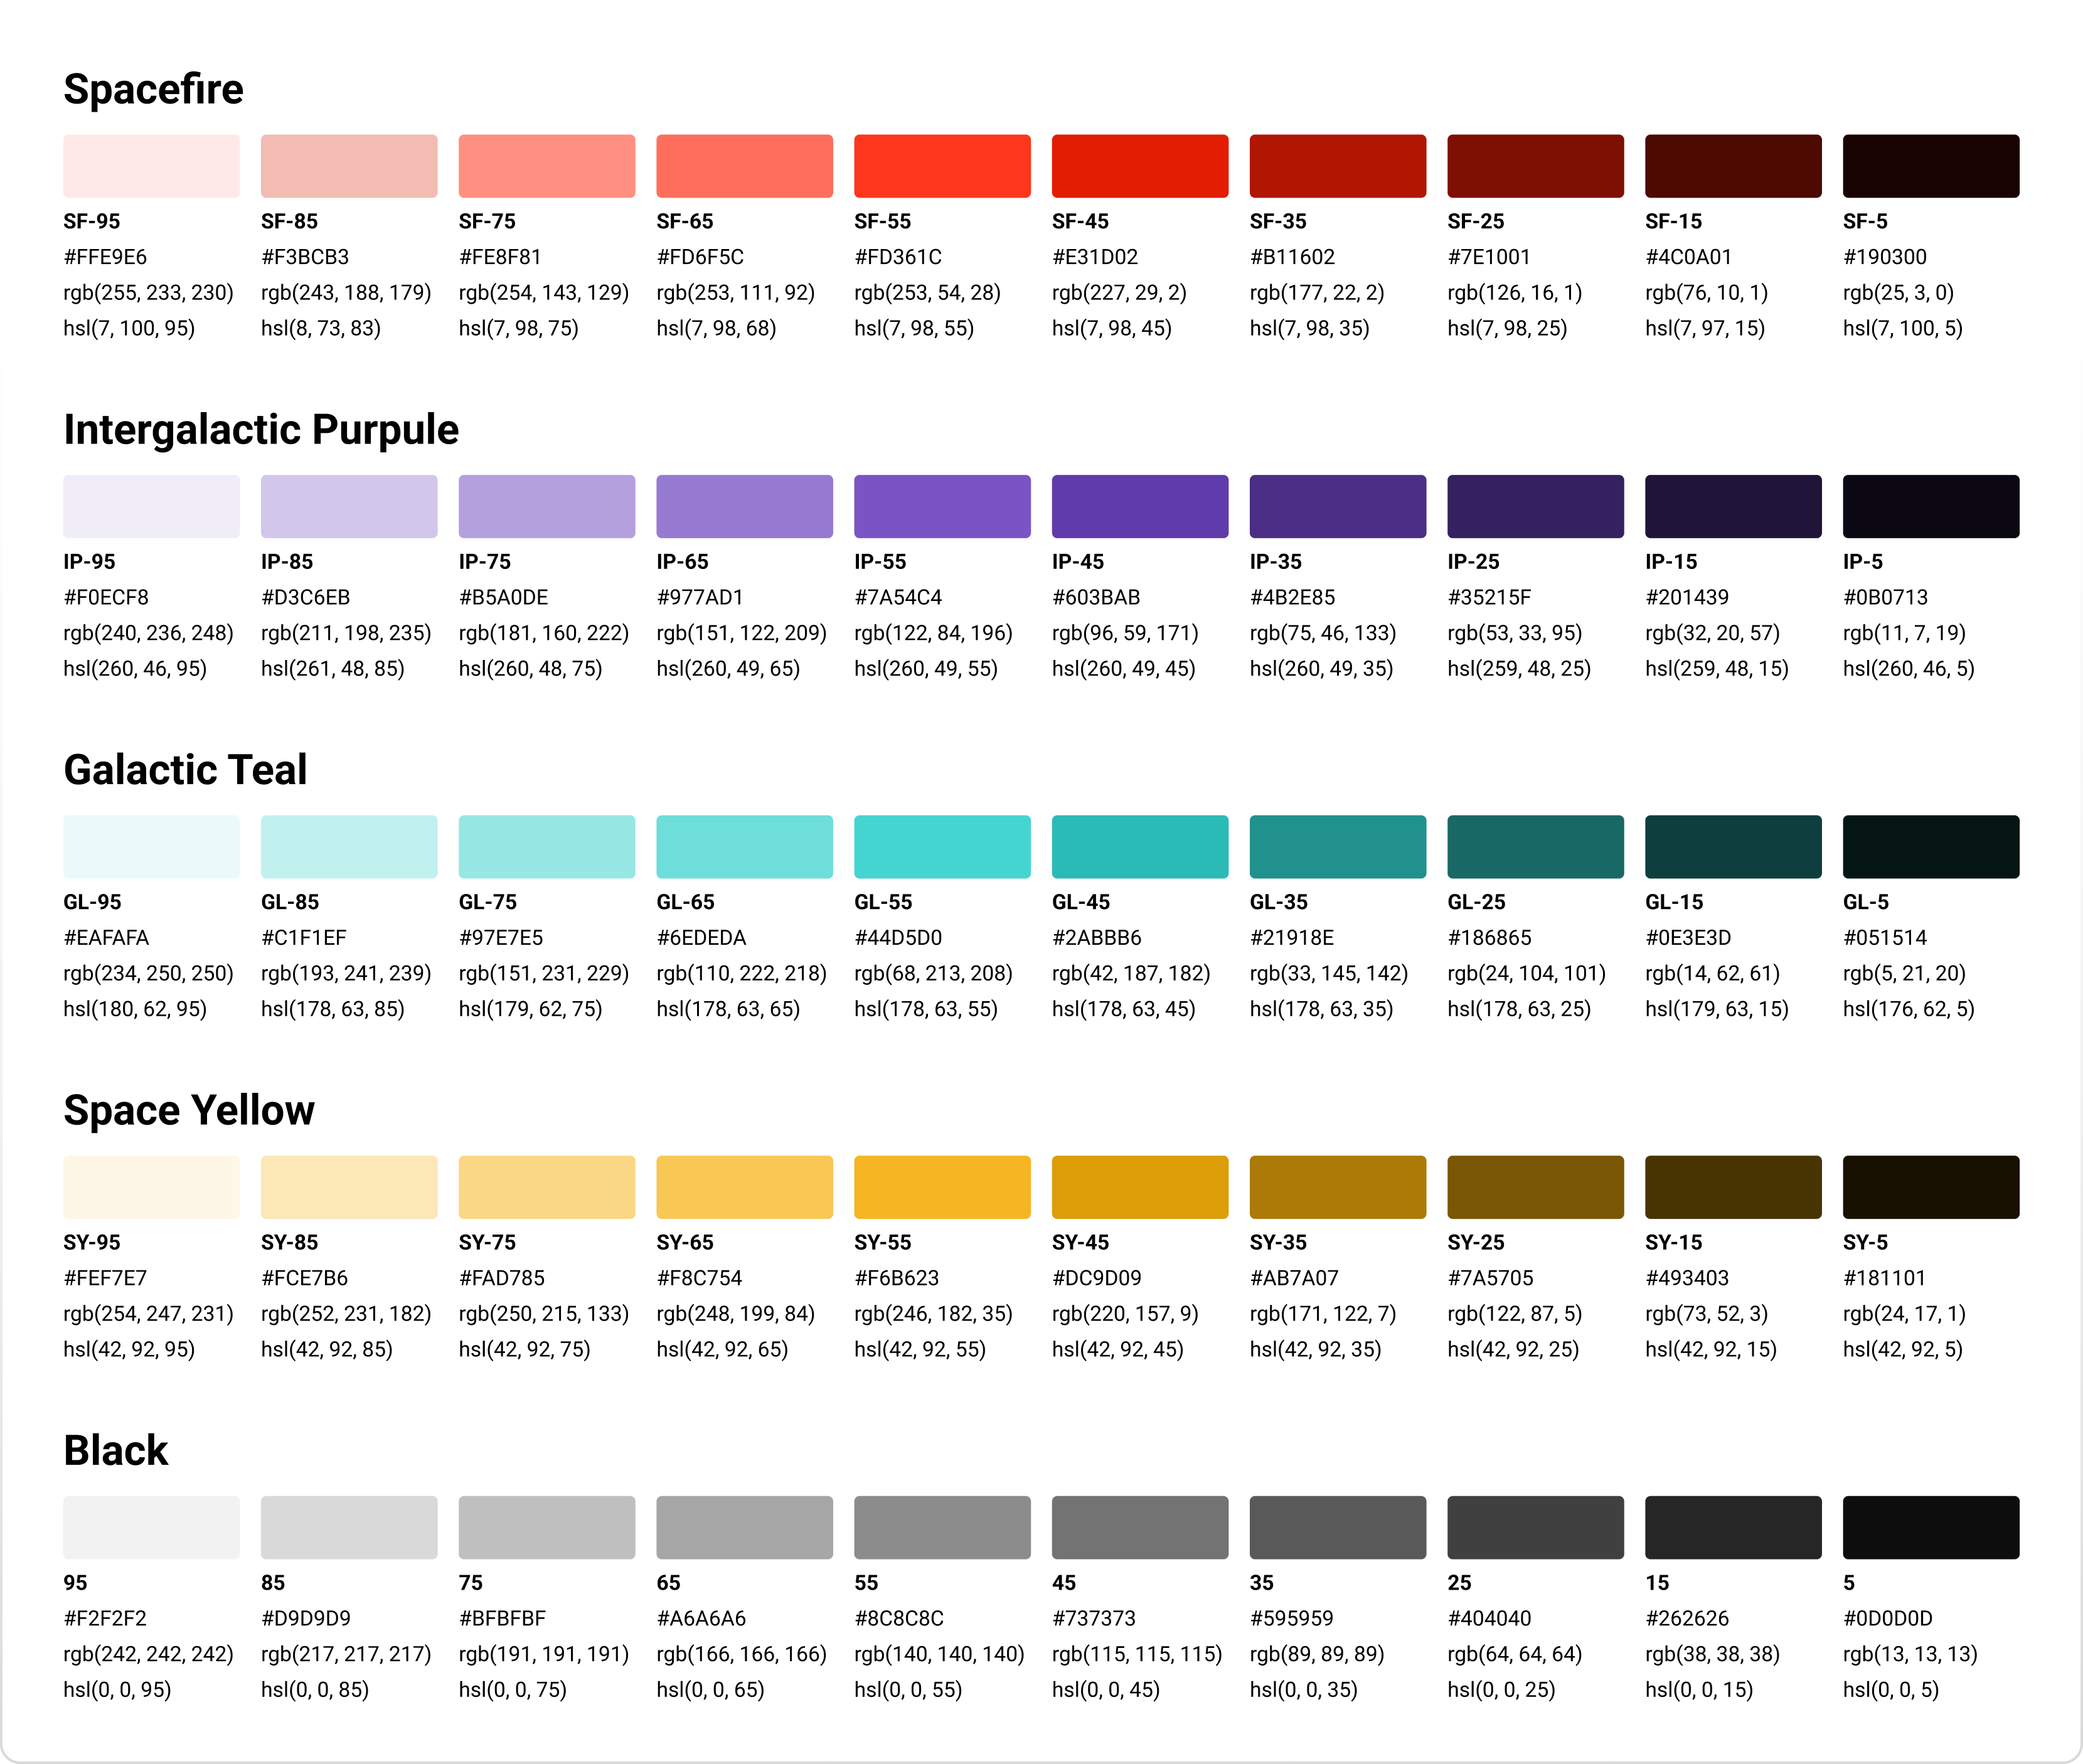 Spacefire
SF-95 SF-85 SF-75 SF-65 SF-55 SF-45 SF-35 SF-25 SF-15 SF-5
#FFE9E6 #F3BCB3 #FE8F81 #FD6F5C #FD361C #E31D02 #B11602 #7E1001 #4C0A01 #190300
rgb(255, 233, 230) rgb(243, 188, 179) rgb(254, 143, 129) rgb(253, 111, 92) rgb(253, 54, 28) rgb(227, 29, 2) rgb(177, 22, 2) rgb(126, 16, 1) rgb(76, 10, 1) rgb(25, 3, 0)
hsl(7, 100, 95) hsl(8, 73, 83) hsl(7, 98, 75) hsl(7, 98, 68) hsl(7, 98, 55) hsl(7, 98, 45) hsl(7, 98, 35) hsl(7, 98, 25) hsl(7, 97, 15) hsl(7, 100, 5)
Intergalactic Purpule
IP-95 IP-85 IP-75 IP-65 IP-55 IP-45 IP-35 IP-25 IP-15 IP-5
#F0ECF8 #D3C6EB #B5A0DE #977AD1 #7A54C4 #603BAB #4B2E85 #35215F #201439 #0B0713
rgb(240, 236, 248) rgb(211, 198, 235) rgb(181, 160, 222) rgb(151, 122, 209) rgb(122, 84, 196) rgb(96, 59, 171) rgb(75, 46, 133) rgb(53, 33, 95) rgb(32, 20, 57) rgb(11, 7, 19)
hsl(260, 46, 95) hsl(261, 48, 85) hsl(260, 48, 75) hsl(260, 49, 65) hsl(260, 49, 55) hsl(260, 49, 45) hsl(260, 49, 35) hsl(259, 48, 25) hsl(259, 48, 15) hsl(260, 46, 5)
Galactic Teal
GL-95 GL-85 GL-75 GL-65 GL-55 GL-45 GL-35 GL-25 GL-15 GL-5
#EAFAFA #C1F1EF #97E7E5 #6EDEDA #44D5D0 #2ABBB6 #21918E #186865 #0E3E3D #051514
rgb(234, 250, 250) rgb(193, 241, 239) rgb(151, 231, 229) rgb(110, 222, 218) rgb(68, 213, 208) rgb(42, 187, 182) rgb(33, 145, 142) rgb(24, 104, 101) rgb(14, 62, 61) rgb(5, 21, 20)
hsl(180, 62, 95) hsl(178, 63, 85) hsl(179, 62, 75) hsl(178, 63, 65) hsl(178, 63, 55) hsl(178, 63, 45) hsl(178, 63, 35) hsl(178, 63, 25) hsl(179, 63, 15) hsl(176, 62, 5)
Space Yellow
SY-95 SY-85 SY-75 SY-65 SY-55 SY-45 SY-35 SY-25 SY-15 SY-5
#FEF7E7 #FCE7B6 #FAD785 #F8C754 #F6B623 #DC9D09 #AB7A07 #7A5705 #493403 #181101
rgb(254, 247, 231) rgb(252, 231, 182) rgb(250, 215, 133) rgb(248, 199, 84) rgb(246, 182, 35) rgb(220, 157, 9) rgb(171, 122, 7) rgb(122, 87, 5) rgb(73, 52, 3) rgb(24, 17, 1)
hsl(42, 92, 95) hsl(42, 92, 85) hsl(42, 92, 75) hsl(42, 92, 65) hsl(42, 92, 55) hsl(42, 92, 45) hsl(42, 92, 35) hsl(42, 92, 25) hsl(42, 92, 15) hsl(42, 92, 5)
Black
95 85 75 65 55 45 35 25 15 5
#F2F2F2 #D9D9D9 #BFBFBF #A6A6A6 #8C8C8C #737373 #595959 #404040 #262626 #0D0D0D
rgb(242, 242, 242) rgb(217, 217, 217) rgb(191, 191, 191) rgb(166, 166, 166) rgb(140, 140, 140) rgb(115, 115, 115) rgb(89, 89, 89) rgb(64, 64, 64) rgb(38, 38, 38) rgb(13, 13, 13)
hsl(0, 0, 95) hsl(0, 0, 85) hsl(0, 0, 75) hsl(0, 0, 65) hsl(0, 0, 55) hsl(0, 0, 45) hsl(0, 0, 35) hsl(0, 0, 25) hsl(0, 0, 15) hsl(0, 0, 5)